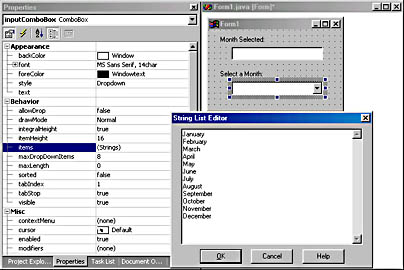 Properties
inputComboBox ComboBox
Appearance
backColor Window
font MS Sans Serif, 14char
foreColor Windowtext
style Dropdown
text
Behavior
allowDrop false
drawMode Normal
integralHeight true
itemHeight 16
items (Strings)
maxDropDownItems 8
maxLength 0
sorted false
tabIndex 1
tabStop true
visible true
Misc
contextMenu (none)
cursor Default
enabled true
modifiers (none)
Project Explo... Properties Task List Document O...
Form1.java [Form]*
Form1
Month Selected:
Select a Month:
String List Editor
January
February
March
April
May
June
July
August
September
October
November
December
OK Cancel Help